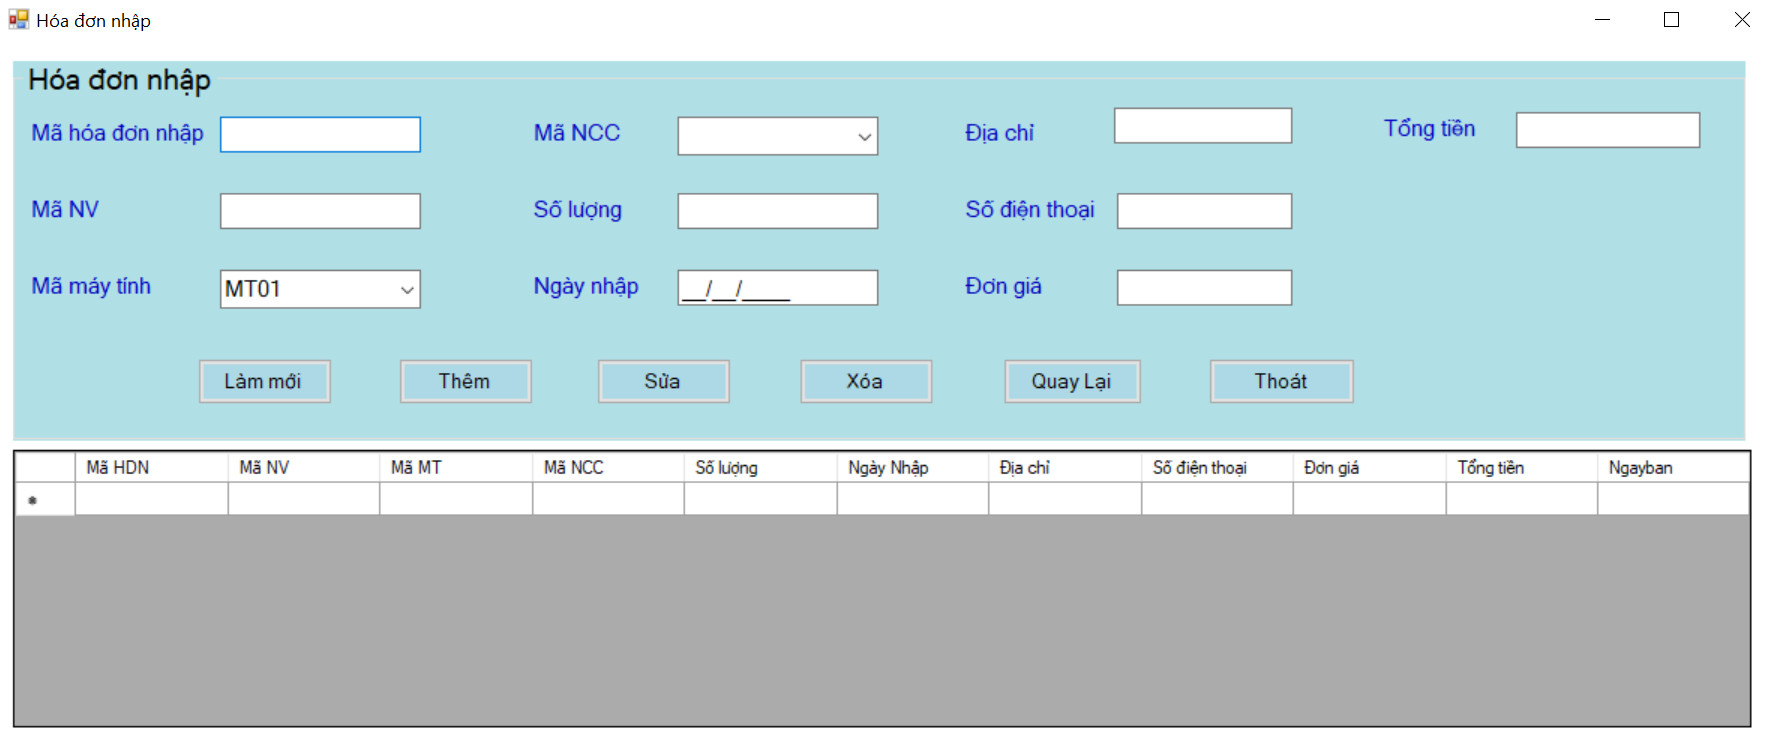 Hóa đơn nhập
Hóa đơn nhập
Mã hóa đơn nhập Mã NCC Địa chỉ Tổng tiền
Mã NV Số lượng Số điện thoại
Mã máy tính MT01 Ngày nhập __/__/____ Đơn giá
Làm mới Thêm Sửa Xóa Quay Lại Thoát
Mã HDN Mã NV Mã MT Mã NCC Số lượng Ngày Nhập Địa chỉ Số điện thoại Đơn giá Tổng tiền Ngayban
*